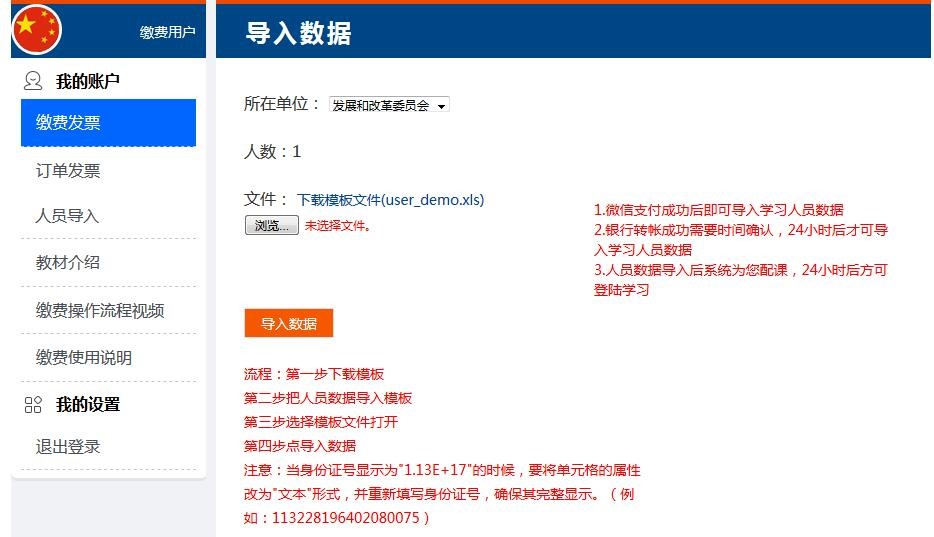 缴费用户
导入数据
我的账户
缴费发票
订单发票
人员导入
教材介绍
缴费操作流程视频
缴费使用说明
我的设置
退出登录
所在单位： 发展和改革委员会
人数：1
文件： 下载模板文件(user_demo.xls)
浏览... 未选择文件。
1.微信支付成功后即可导入学习人员数据
2.银行转帐成功需要时间确认，24小时后才可导
入学习人员数据
3.人员数据导入后系统为您配课，24小时后方可
登陆学习
导入数据
流程：第一步下载模板
第二步把人员数据导入模板
第三步选择模板文件打开
第四步点导入数据
注意：当身份证号显示为"1.13E+17"的时候，要将单元格的属性
改为"文本"形式，并重新填写身份证号，确保其完整显示。（例
如：113228196402080075）